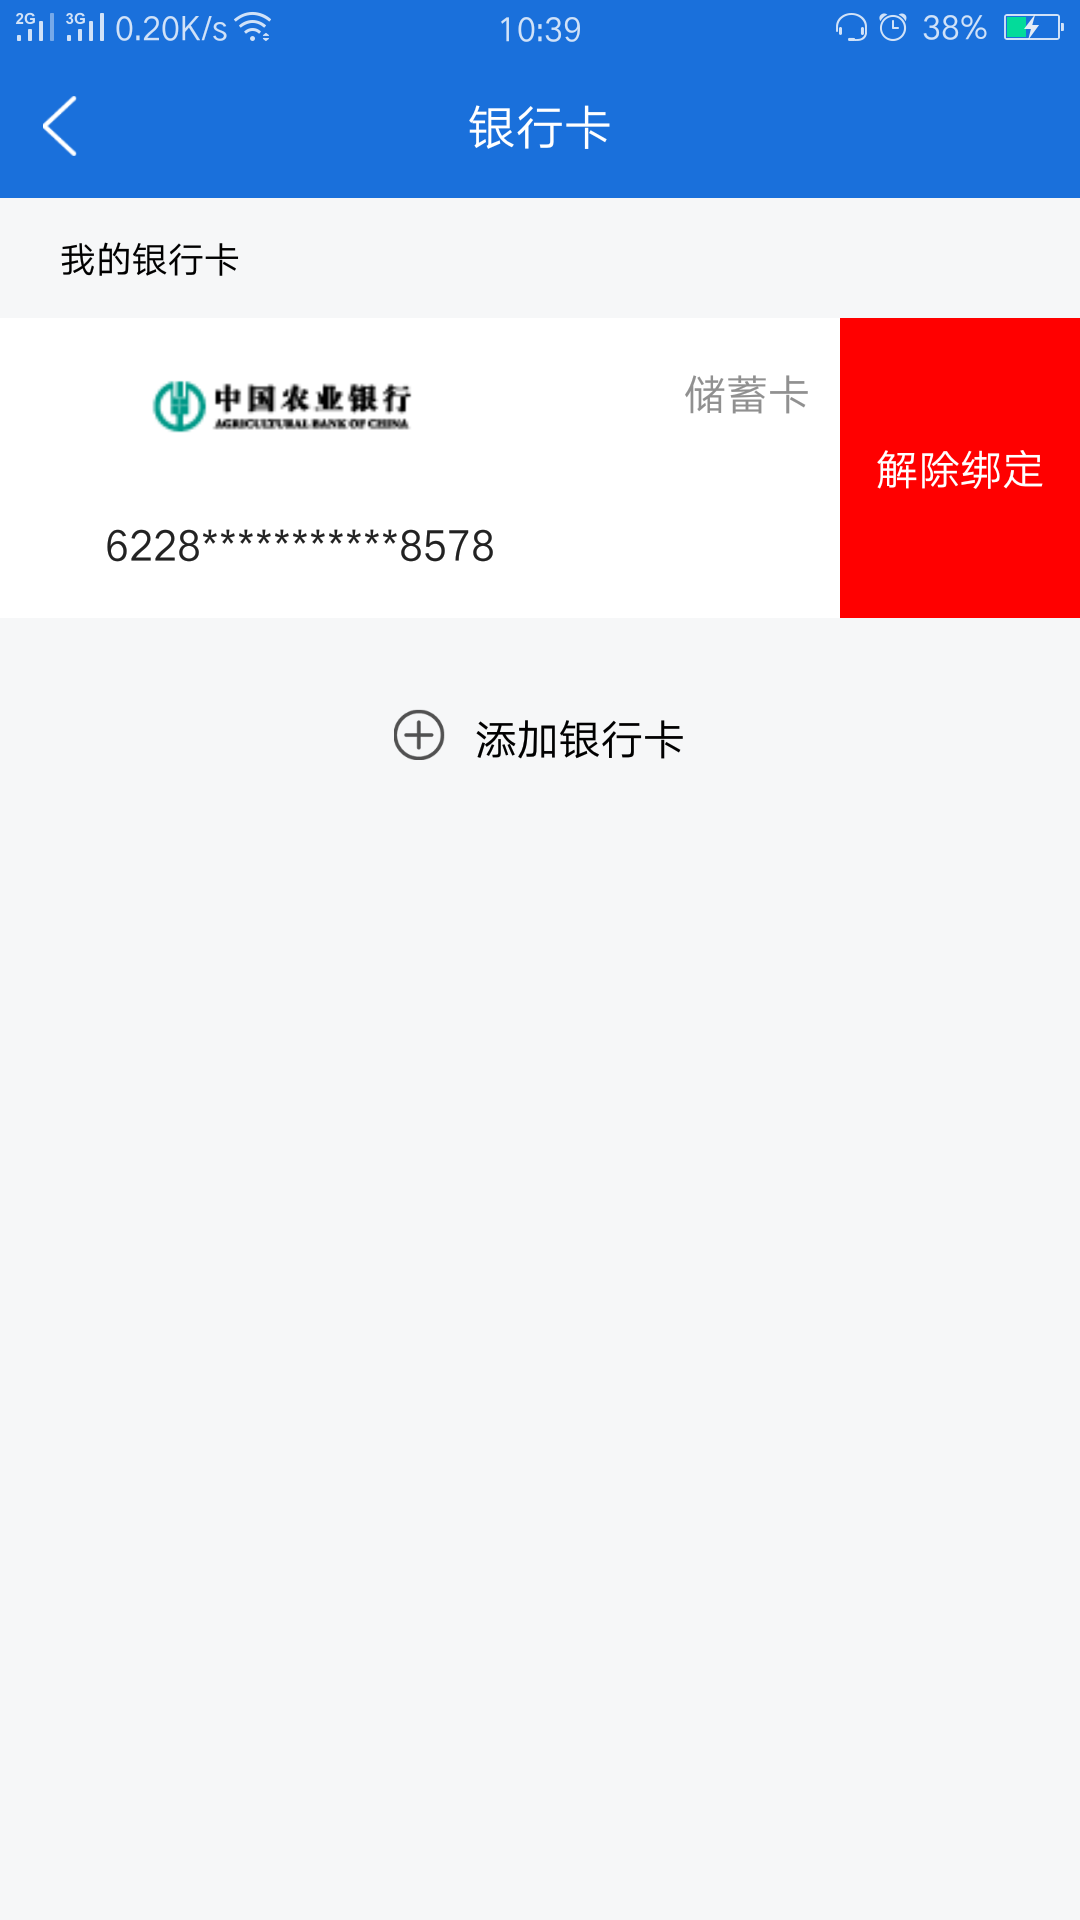 2G 3G 0.20K/s 10:39 38%
银行卡
我的银行卡
中国农业银行 储蓄卡
AGRICULTURAL BANK OF CHINA
解除绑定
6228***********8578
添加银行卡